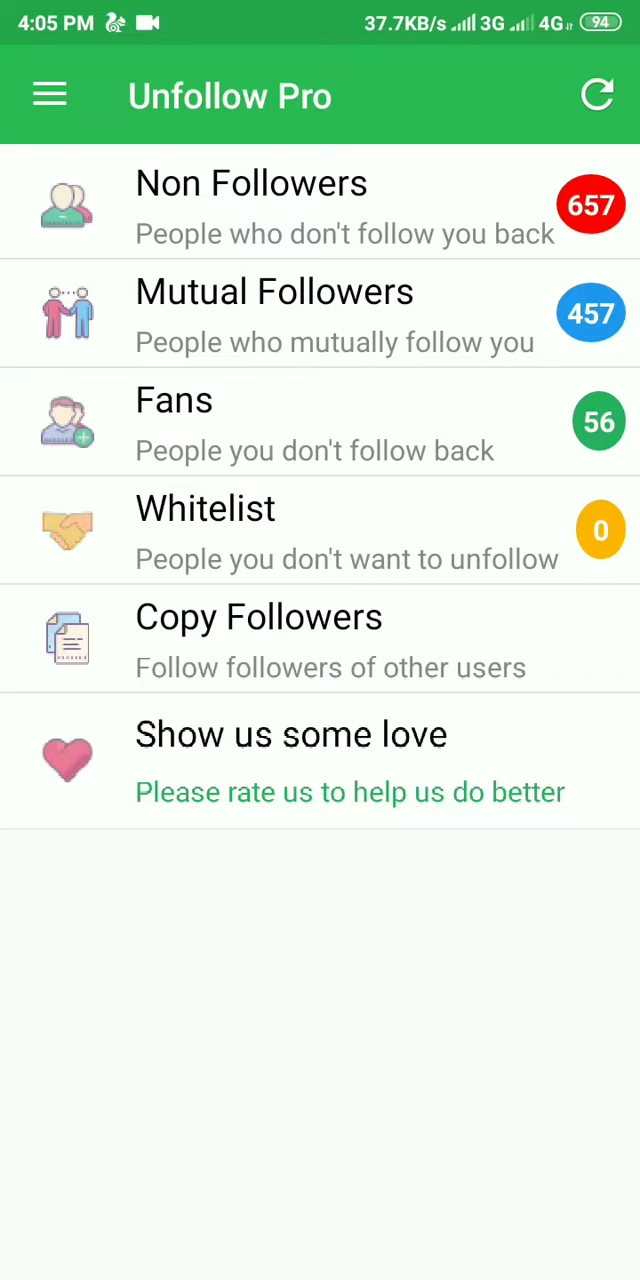 4:05 PM 37.7KB/s 3G 4G 94
Unfollow Pro
Non Followers
657
People who don't follow you back
Mutual Followers
457
People who mutually follow you
Fans
56
People you don't follow back
Whitelist
0
People you don't want to unfollow
Copy Followers
Follow followers of other users
Show us some love
Please rate us to help us do better